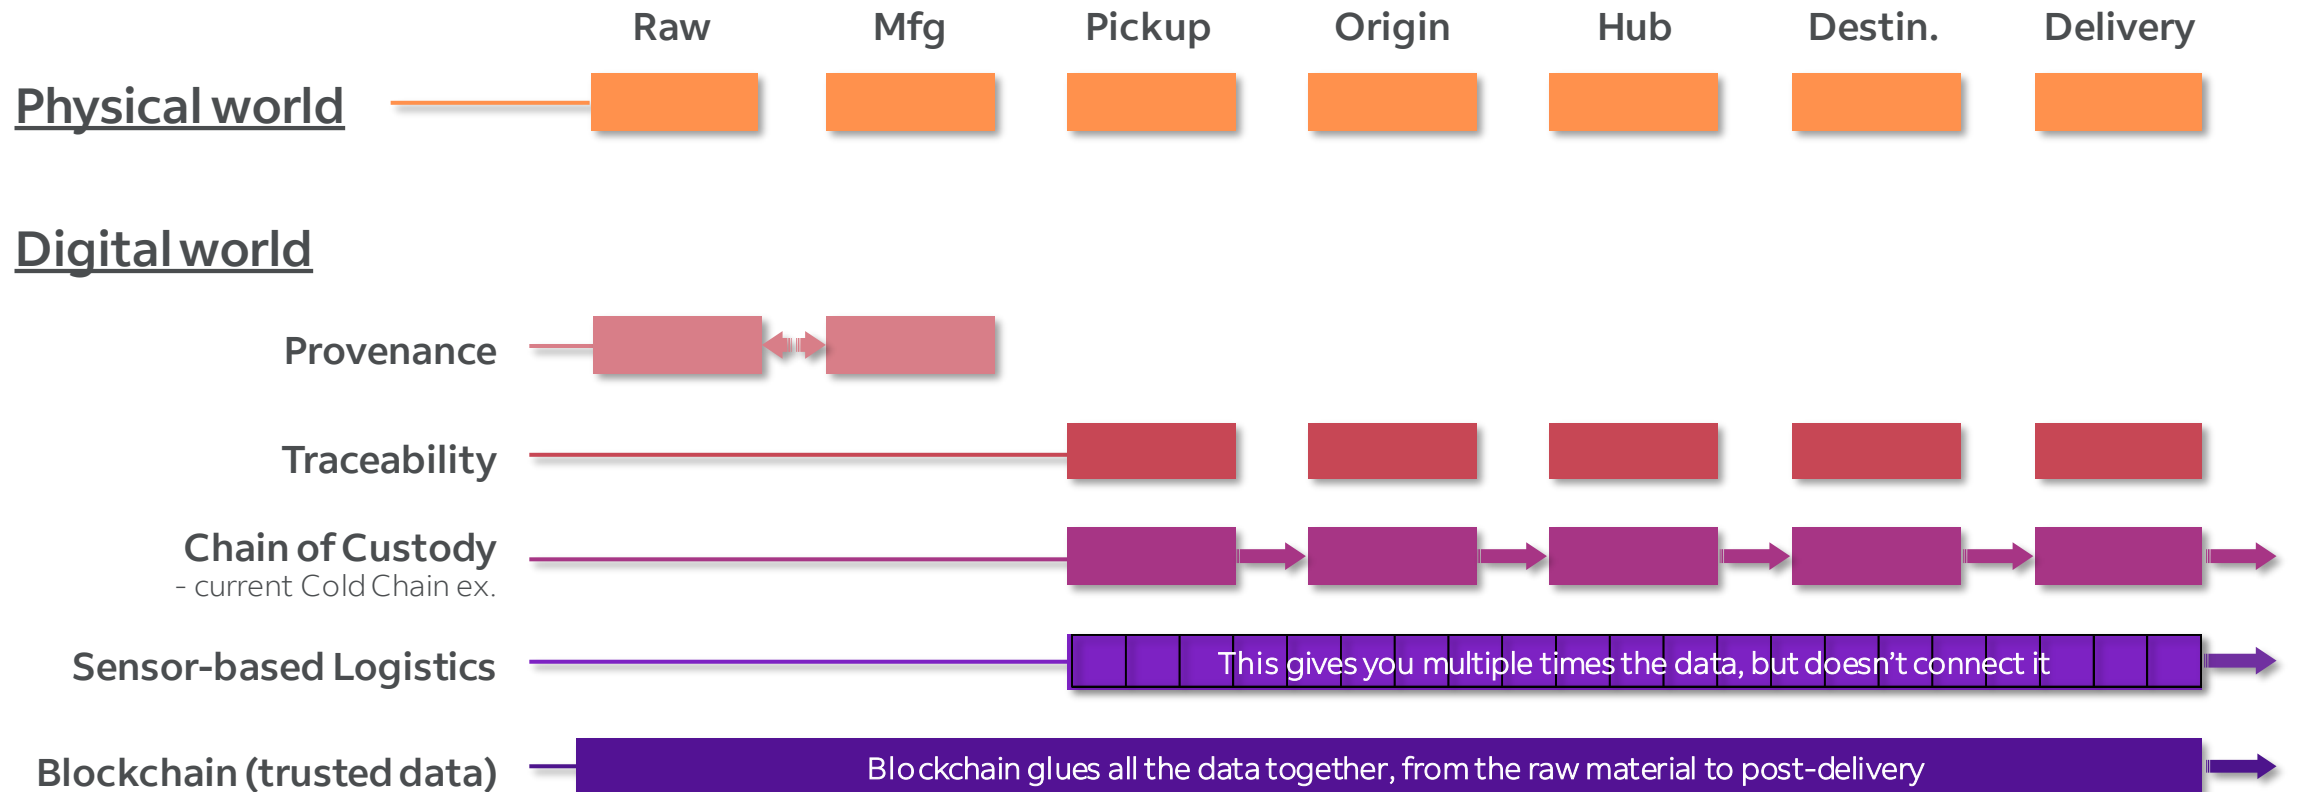 Raw Mfg Pickup Origin Hub Destin. Delivery
Physical world
Digital world
Provenance
Traceability
Chain of Custody
- current Cold Chain ex.
Sensor-based Logistics
This gives you multiple times the data, but doesn't connect it
Blockchain (trusted data)
Blockchain glues all the data together, from the raw material to post-delivery